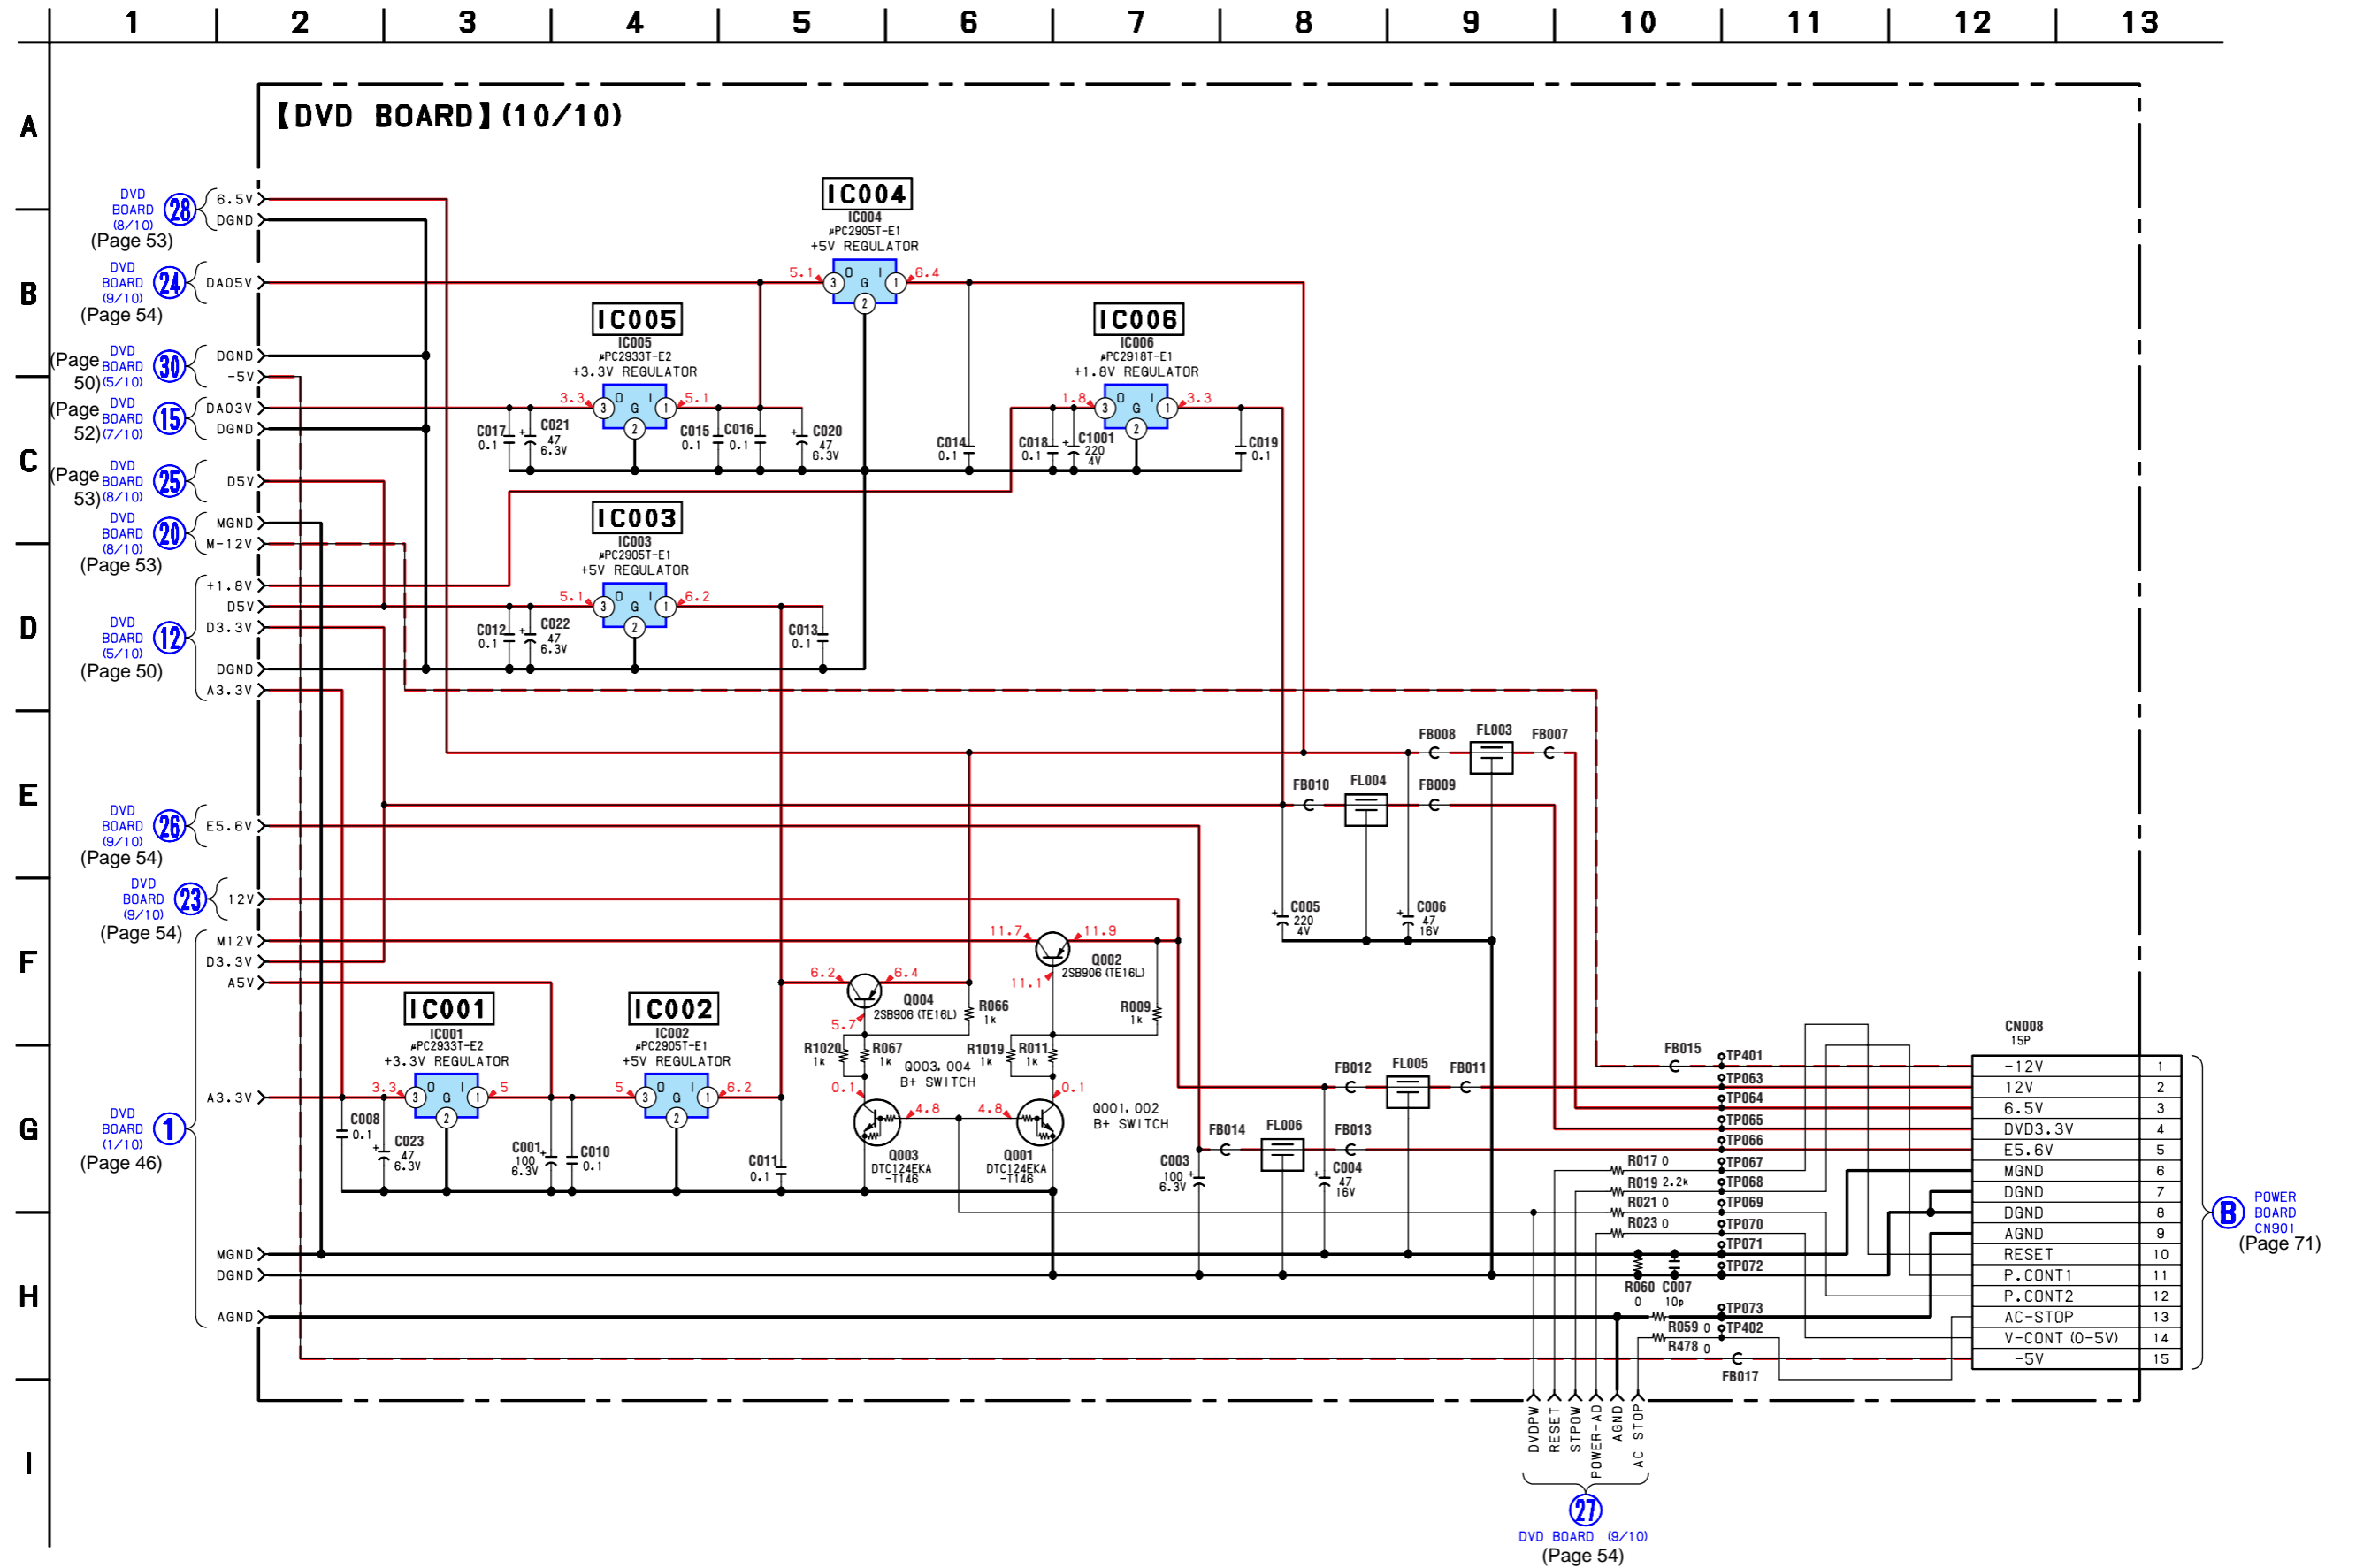 1 2 3 4 5 6 7 8 9 10 11 12 13
A
B
C
D
E
F
G
H
I
【DVD BOARD】(10/10)
DVD
BOARD
(8/10)
28
(Page 53)
6.5V
DGND
DVD
BOARD
(9/10)
24
(Page 54)
DA05V
(Page
50)
DVD
BOARD
(5/10)
30
DGND
-5V
(Page
52)
DVD
BOARD
(7/10)
15
DA03V
DGND
(Page
53)
DVD
BOARD
(8/10)
25
D5V
DVD
BOARD
(8/10)
20
(Page 53)
MGND
M-12V
DVD
BOARD
(5/10)
12
(Page 50)
+1.8V
D5V
D3.3V
DGND
A3.3V
DVD
BOARD
(9/10)
26
(Page 54)
E5.6V
DVD
BOARD
(9/10)
23
(Page 54)
12V
DVD
BOARD
(1/10)
1
(Page 46)
M12V
D3.3V
A5V
A3.3V
MGND
DGND
AGND
IC004
IC004
µPC2905T-E1
+5V REGULATOR
5.1
3 O G I 1
2
6.4
IC005
IC005
µPC2933T-E2
+3.3V REGULATOR
3.3
3 O G I 1
2
5.1
C017
0.1
C021
47
6.3V
C015
0.1
C016
0.1
C020
47
6.3V
IC006
IC006
µPC2918T-E1
+1.8V REGULATOR
1.8
3 O G I 1
2
3.3
C014
0.1
C018
0.1
C1001
220
4V
C019
0.1
IC003
IC003
µPC2905T-E1
+5V REGULATOR
5.1
3 O G I 1
2
6.2
C012
0.1
C022
47
6.3V
C013
0.1
FB008
FL003
FB007
FB010
FL004
FB009
C005
220
4V
C006
47
16V
11.7
11.9
Q002
2SB906 (TE16L)
11.1
6.2
6.4
Q004
2SB906 (TE16L)
5.7
R066
1k
R009
1k
R1020
1k
R067
1k
R1019
1k
R011
1k
Q003.004
B+ SWITCH
0.1
0.1
4.8
4.8
Q001.002
B+ SWITCH
Q003
DTC124EKA
-T146
Q001
DTC124EKA
-T146
IC001
IC001
µPC2933T-E2
+3.3V REGULATOR
3.3
3 O G I 1
2
5
IC002
IC002
µPC2905T-E1
+5V REGULATOR
5
3 O G I 1
2
6.2
C008
0.1
C023
47
6.3V
C001
100
6.3V
C010
0.1
C011
0.1
FB012
FL005
FB011
FB014
FL006
FB013
C003
100
6.3V
C004
47
16V
FB015
TP401
TP063
TP064
TP065
TP066
R017 0
TP067
R019 2.2k
TP068
R021 0
TP069
R023 0
TP070
TP071
TP072
R060
0
C007
10p
TP073
R059 0
TP402
R478 0
FB017
CN008
15P
-12V 1
12V 2
6.5V 3
DVD3.3V 4
E5.6V 5
MGND 6
DGND 7
DGND 8
AGND 9
RESET 10
P.CONT1 11
P.CONT2 12
AC-STOP 13
V-CONT (0-5V) 14
-5V 15
B
POWER
BOARD
CN901
(Page 71)
DVDPW
RESET
STPOW
POWER-AD
AGND
AC STOP
27
DVD BOARD (9/10)
(Page 54)